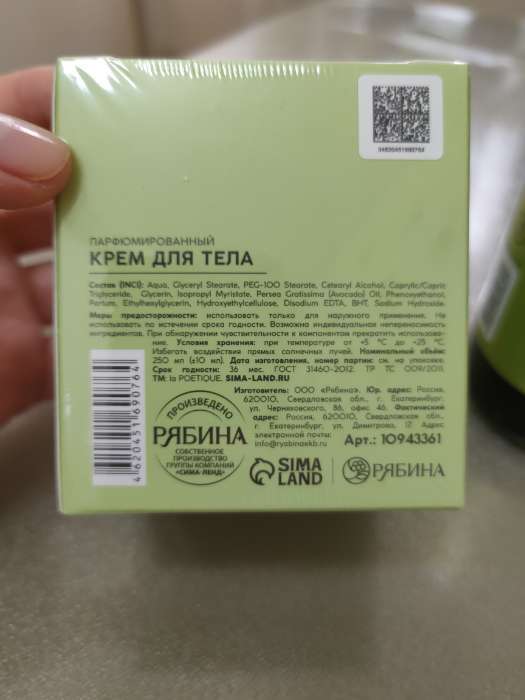 04620451690764
ПАРФЮМИРОВАННЫЙ
КРЕМ ДЛЯ ТЕЛА
Состав (INCI): Aqua, Glyceryl Stearate, PEG-100 Stearate, Cetearyl Alcohol, Caprylic/Capric
Triglyceride, Glycerin, Isopropyl Myristate, Persea Gratissima (Avocado) Oil, Phenoxyethanol,
Parfum, Ethylhexylglycerin, Hydroxyethylcellulose, Disodium EDTA, BHT, Sodium Hydroxide.
Меры предосторожности: использовать только для наружного применения. Не
использовать по истечении срока годности. Возможна индивидуальная непереносимость
ингредиентов. При обнаружении чувствительности к компонентам прекратить использова-
ние. Условия хранения: при температуре от +5 °C до +25 °C.
Избегать воздействия прямых солнечных лучей. Номинальный объём:
250 мл (±10 мл). Дата изготовления, номер партии: см. на упаковке.
Срок годности: 36 мес. ГОСТ 31460-2012. ТР ТС 009/2011.
ТМ: la POETIQUE. SIMA-LAND.RU
Изготовитель: ООО «Рябина». Юр. адрес: Россия,
620010, Свердловская обл., г. Екатеринбург,
ул. Черняховского, 86, офис 46. Фактический
адрес: Россия, 620010, Свердловская обл.,
г. Екатеринбург, ул. Димитрова, 12 Адрес
электронной почты:
info@ryabinaekb.ru
Арт.: 10943361
4620451690764
ПРОИЗВЕДЕНО
РЯБИНА
СОБСТВЕННОЕ
ПРОИЗВОДСТВО
ГРУППЫ КОМПАНИЙ
«СИМА-ЛЕНД»
SIMA
LAND
РЯБИНА